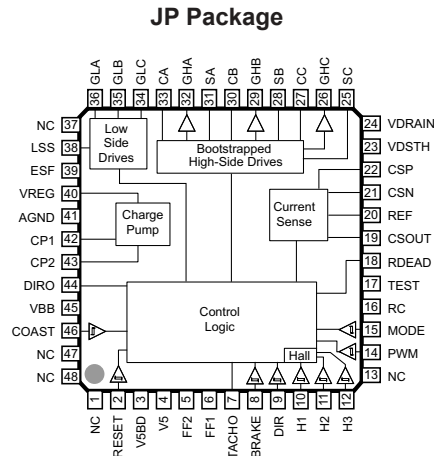 JP Package
36 GLA
35 GLB
34 GLC
33 CA
32 GHA
31 SA
30 CB
29 GHB
28 SB
27 CC
26 GHC
25 SC
NC 37
LSS 38
ESF 39
VREG 40
AGND 41
CP1 42
CP2 43
DIRO 44
VBB 45
COAST 46
NC 47
NC 48
Low
Side
Drives
Bootstrapped
High-Side Drives
Charge
Pump
Current
Sense
Control
Logic
Hall
24 VDRAIN
23 VDSTH
22 CSP
21 CSN
20 REF
19 CSOUT
18 RDEAD
17 TEST
16 RC
15 MODE
14 PWM
13 NC
NC 1
RESET 2
V5BD 3
V5 4
FF2 5
FF1 6
TACHO 7
BRAKE 8
DIR 9
H1 10
H2 11
H3 12